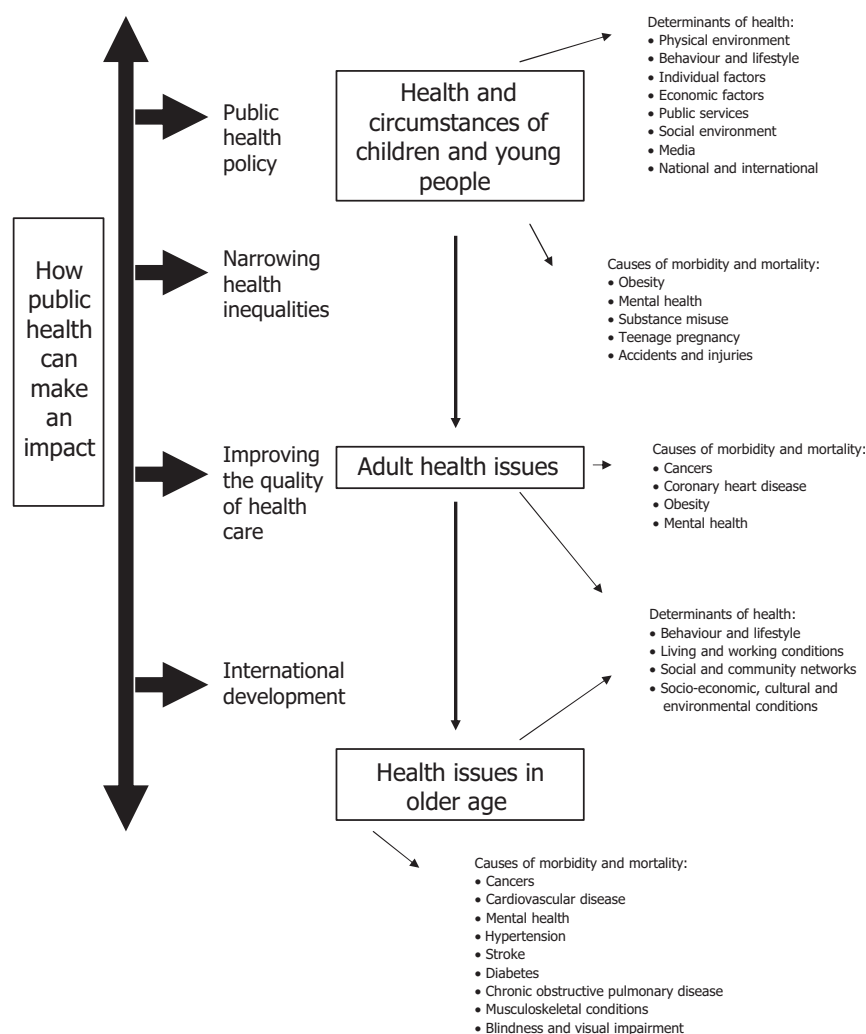 How
public
health
can
make
an
impact
Public
health
policy
Narrowing
health
inequalities
Improving
the quality
of health
care
International
development
Health and
circumstances of
children and young
people
Determinants of health:
• Physical environment
• Behaviour and lifestyle
• Individual factors
• Economic factors
• Public services
• Social environment
• Media
• National and international
Causes of morbidity and mortality:
• Obesity
• Mental health
• Substance misuse
• Teenage pregnancy
• Accidents and injuries
Adult health issues
Causes of morbidity and mortality:
• Cancers
• Coronary heart disease
• Obesity
• Mental health
Determinants of health:
• Behaviour and lifestyle
• Living and working conditions
• Social and community networks
• Socio-economic, cultural and
environmental conditions
Health issues in
older age
Causes of morbidity and mortality:
• Cancers
• Cardiovascular disease
• Mental health
• Hypertension
• Stroke
• Diabetes
• Chronic obstructive pulmonary disease
• Musculoskeletal conditions
• Blindness and visual impairment